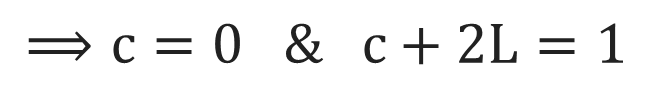 ⟹ c = 0 & c + 2L = 1